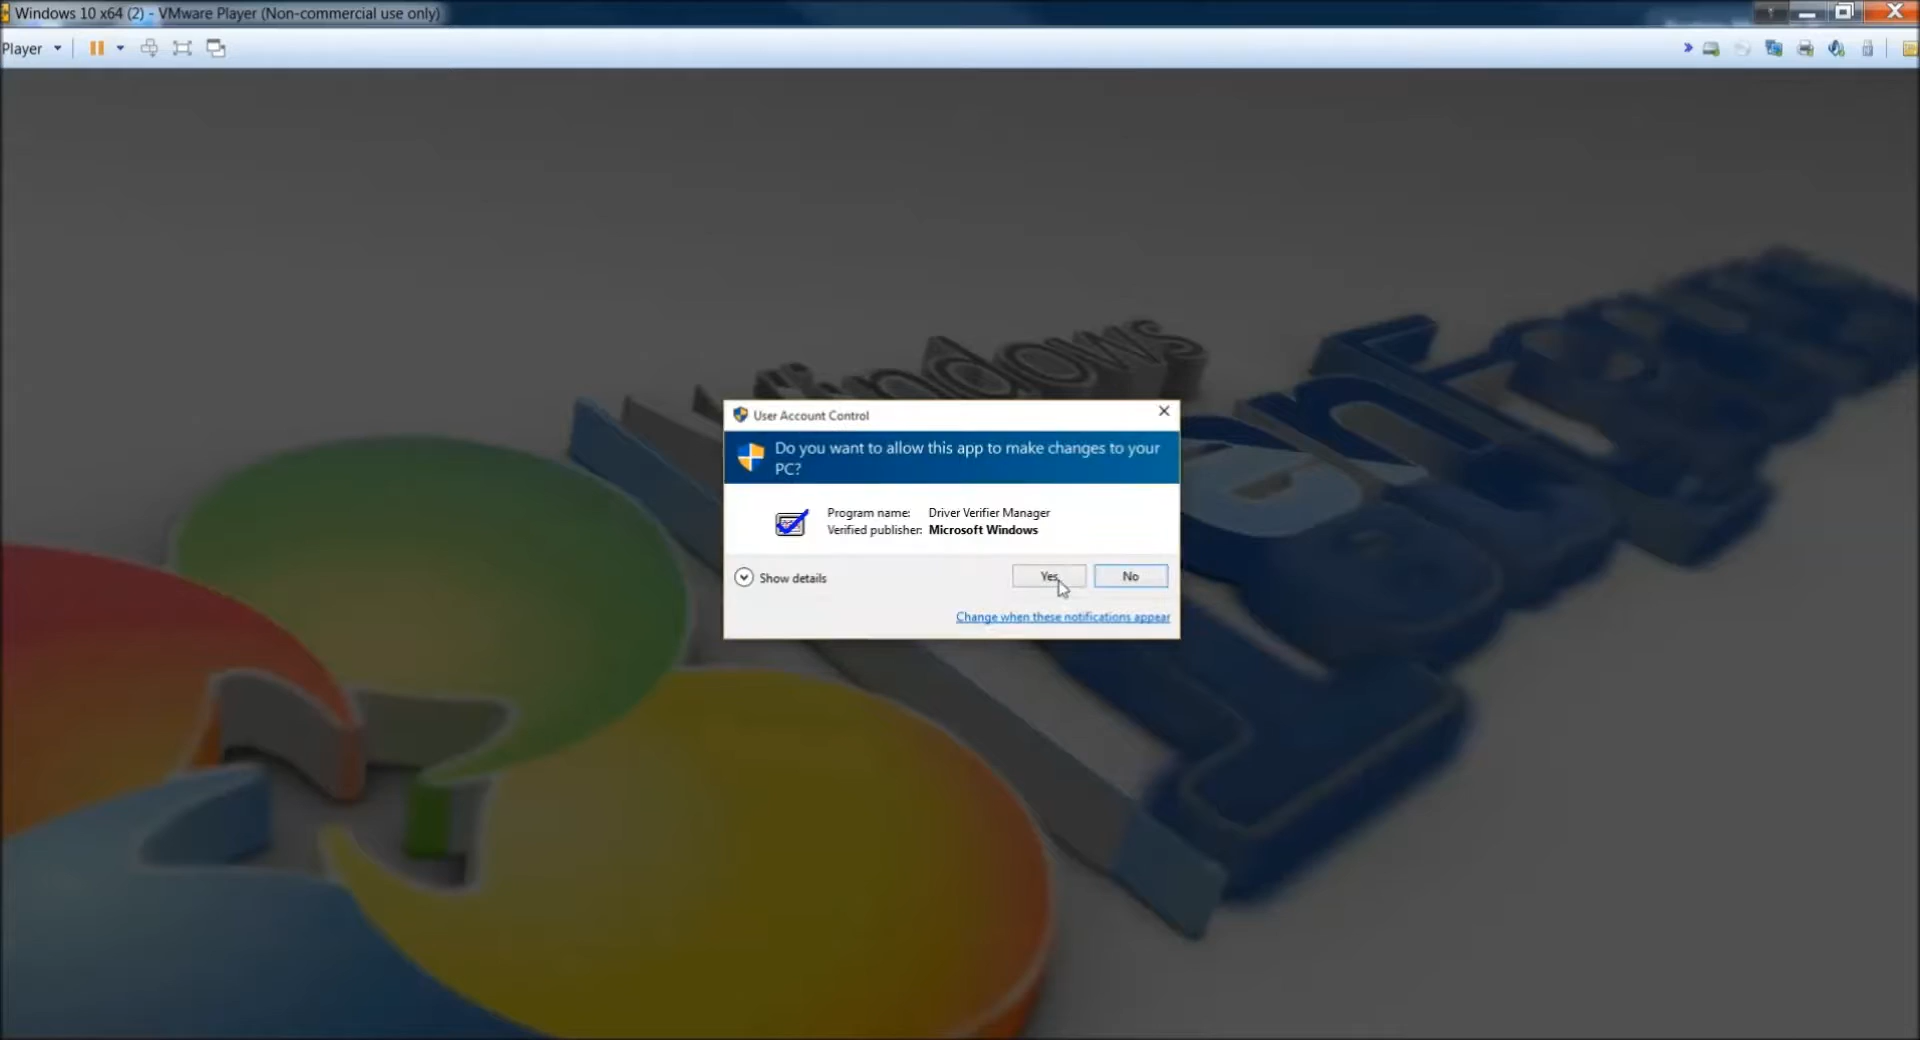 Windows 10 x64 (2) - VMware Player (Non-commercial use only)
Player
Windows
TenForums
User Account Control
Do you want to allow this app to make changes to your
PC?
Program name: Driver Verifier Manager
Verified publisher: Microsoft Windows
Show details
Yes
No
Change when these notifications appear